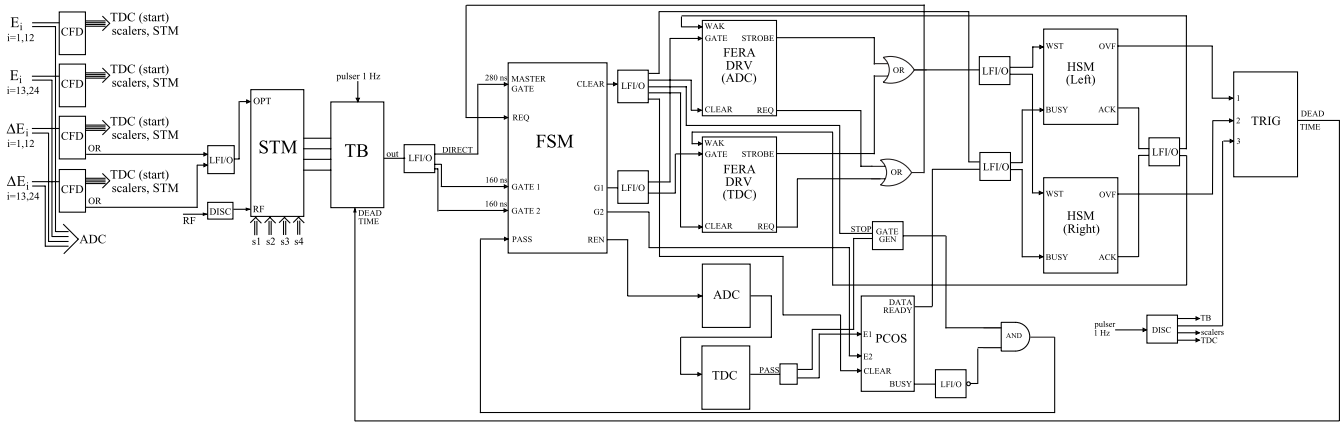 E i
i=1,12
CFD
TDC (start)
scalers, STM
E i
i=13,24
CFD
TDC (start)
scalers, STM
ΔE i
i=1,12
CFD
TDC (start)
scalers, STM
OR
ΔE i
i=13,24
CFD
TDC (start)
scalers, STM
OR
ADC
LFI/O
RF
DISC
OPT
STM
RF
s1 s2 s3 s4
pulser 1 Hz
TB
out
DEAD
TIME
LFI/O
DIRECT
280 ns
160 ns
160 ns
MASTER
GATE
REQ
FSM
GATE 1
GATE 2
PASS
CLEAR
G1
G2
REN
LFI/O
LFI/O
WAK
GATE
STROBE
FERA
DRV
(ADC)
CLEAR
REQ
WAK
GATE
STROBE
FERA
DRV
(TDC)
CLEAR
REQ
OR
OR
STOP
GATE
GEN
ADC
TDC
PASS
DATA
READY
E1
PCOS
E2
CLEAR
BUSY
LFI/O
AND
LFI/O
LFI/O
WST
OVF
HSM
(Left)
BUSY
ACK
LFI/O
WST
OVF
HSM
(Right)
BUSY
ACK
1
2
3
TRIG
DEAD
TIME
pulser
1 Hz
DISC
TB
scalers
TDC